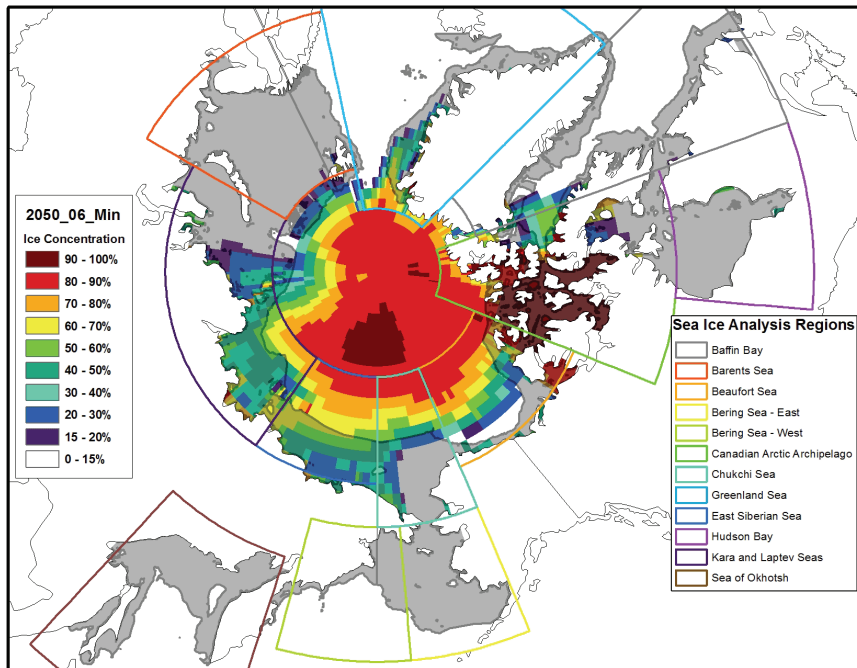 2050_06_Min
Ice Concentration
90 - 100%
80 - 90%
70 - 80%
60 - 70%
50 - 60%
40 - 50%
30 - 40%
20 - 30%
15 - 20%
0 - 15%
Sea Ice Analysis Regions
Baffin Bay
Barents Sea
Beaufort Sea
Bering Sea - East
Bering Sea - West
Canadian Arctic Archipelago
Chukchi Sea
Greenland Sea
East Siberian Sea
Hudson Bay
Kara and Laptev Seas
Sea of Okhotsh